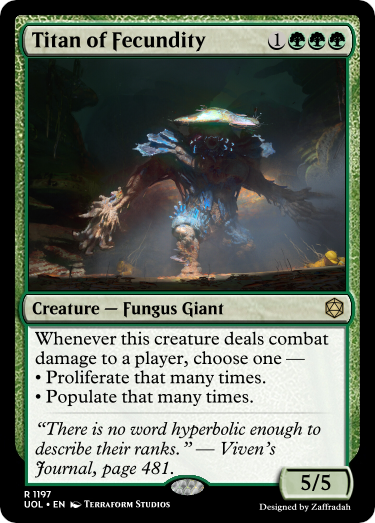 Titan of Fecundity 1
Creature — Fungus Giant
Whenever this creature deals combat
damage to a player, choose one —
• Proliferate that many times.
• Populate that many times.
“There is no word hyperbolic enough to
describe their ranks.” — Viven’s
Journal, page 481.
5/5
R 1197
UOL • EN Terraform Studios
Designed by Zaffradah